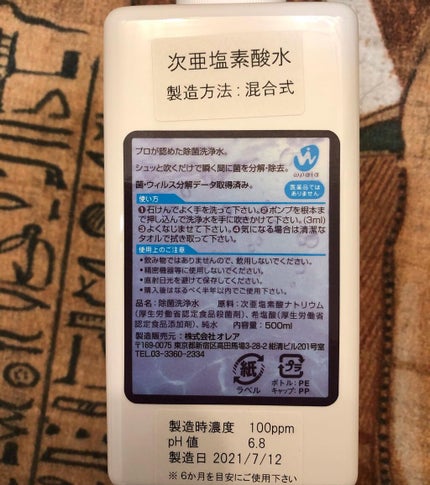 次亜塩素酸水
製造方法:混合式
プロが認めた除菌洗浄水。
シュッと吹くだけで瞬く間に菌を分解・除去。
菌・ウィルス分解データ取得済み。
医薬品では
ありません
使い方
❶石けんでよく手を洗って下さい。❷ポンプを根本まで押し込んで洗浄水を手に吹きかけて下さい。(3ml)
❸よくなじませて下さい。❹気になる場合は清潔なタオルで拭き取って下さい。
使用上のご注意
・飲み物ではありませんので、飲用しないでください。
・精密機器等に使用しないでください。
・直射日光を避けて保存してください。
・購入後はなるべく半年以内でご使用下さい。
品名:除菌洗浄水 原料:次亜塩素酸ナトリウム
(厚生労働省認定食品殺菌剤)、希塩酸(厚生労働省
認定食品添加剤)、純水 内容量:500ml
製造販売元:株式会社オレア
〒169-0075 東京都新宿区高田馬場3-28-2 紺清ビル201号室
TEL.03-3360-2334
紙
ラベル
プラ
ボトル:PE
キャップ:PP
製造時濃度 100ppm
pH値 6.8
製造日 2021/7/12
※6か月を目安にご使用下さい